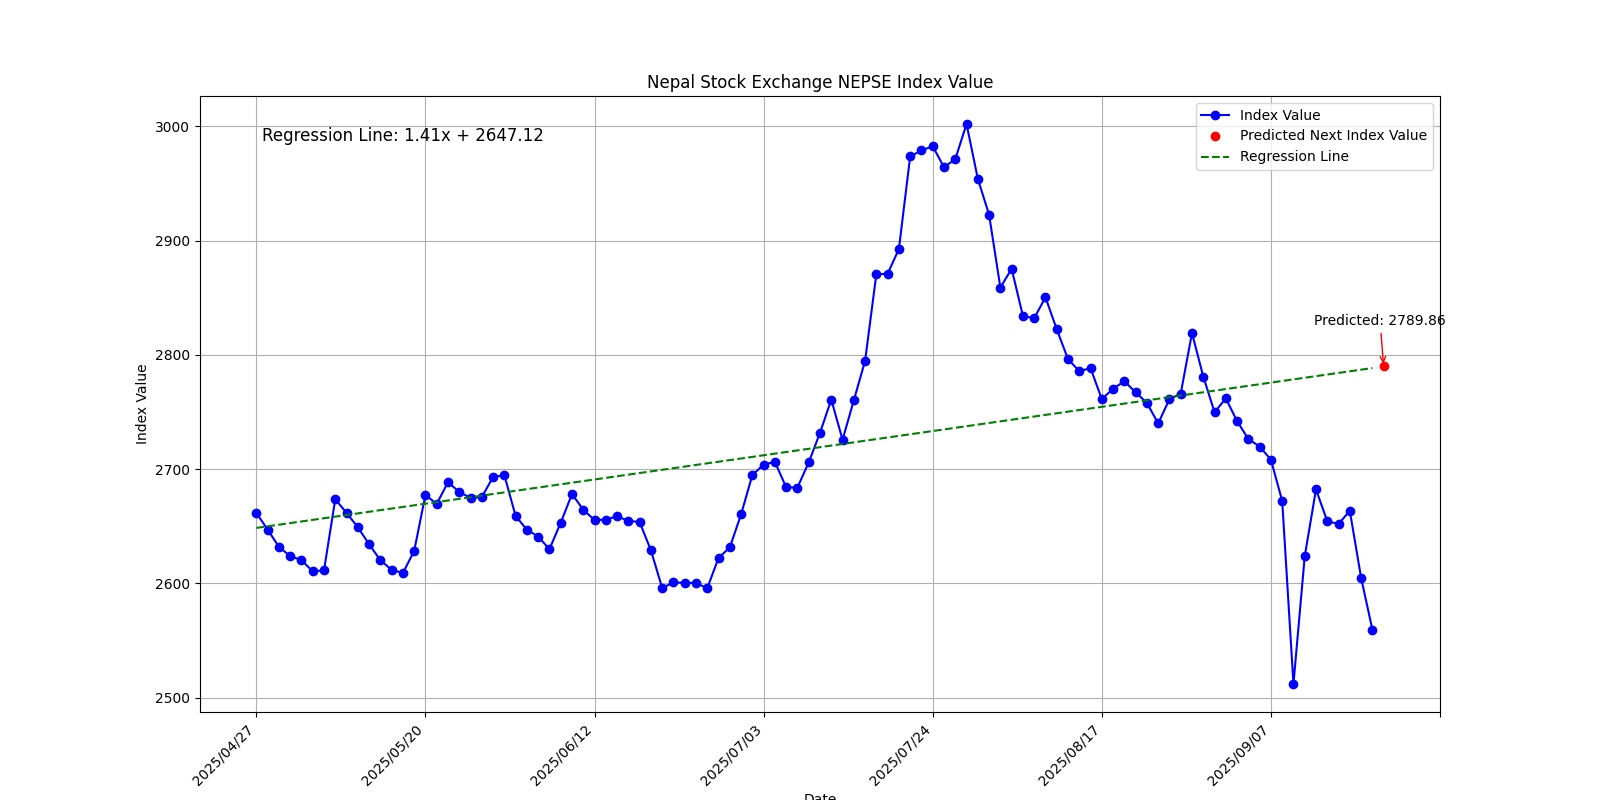 Nepal Stock Exchange NEPSE Index Value
3000
2900
2800
2700
2600
2500
Index Value
Regression Line: 1.41x + 2647.12
Index Value
Predicted Next Index Value
Regression Line
Predicted: 2789.86
2025/04/27
2025/05/20
2025/06/12
2025/07/03
2025/07/24
2025/08/17
2025/09/07
Date